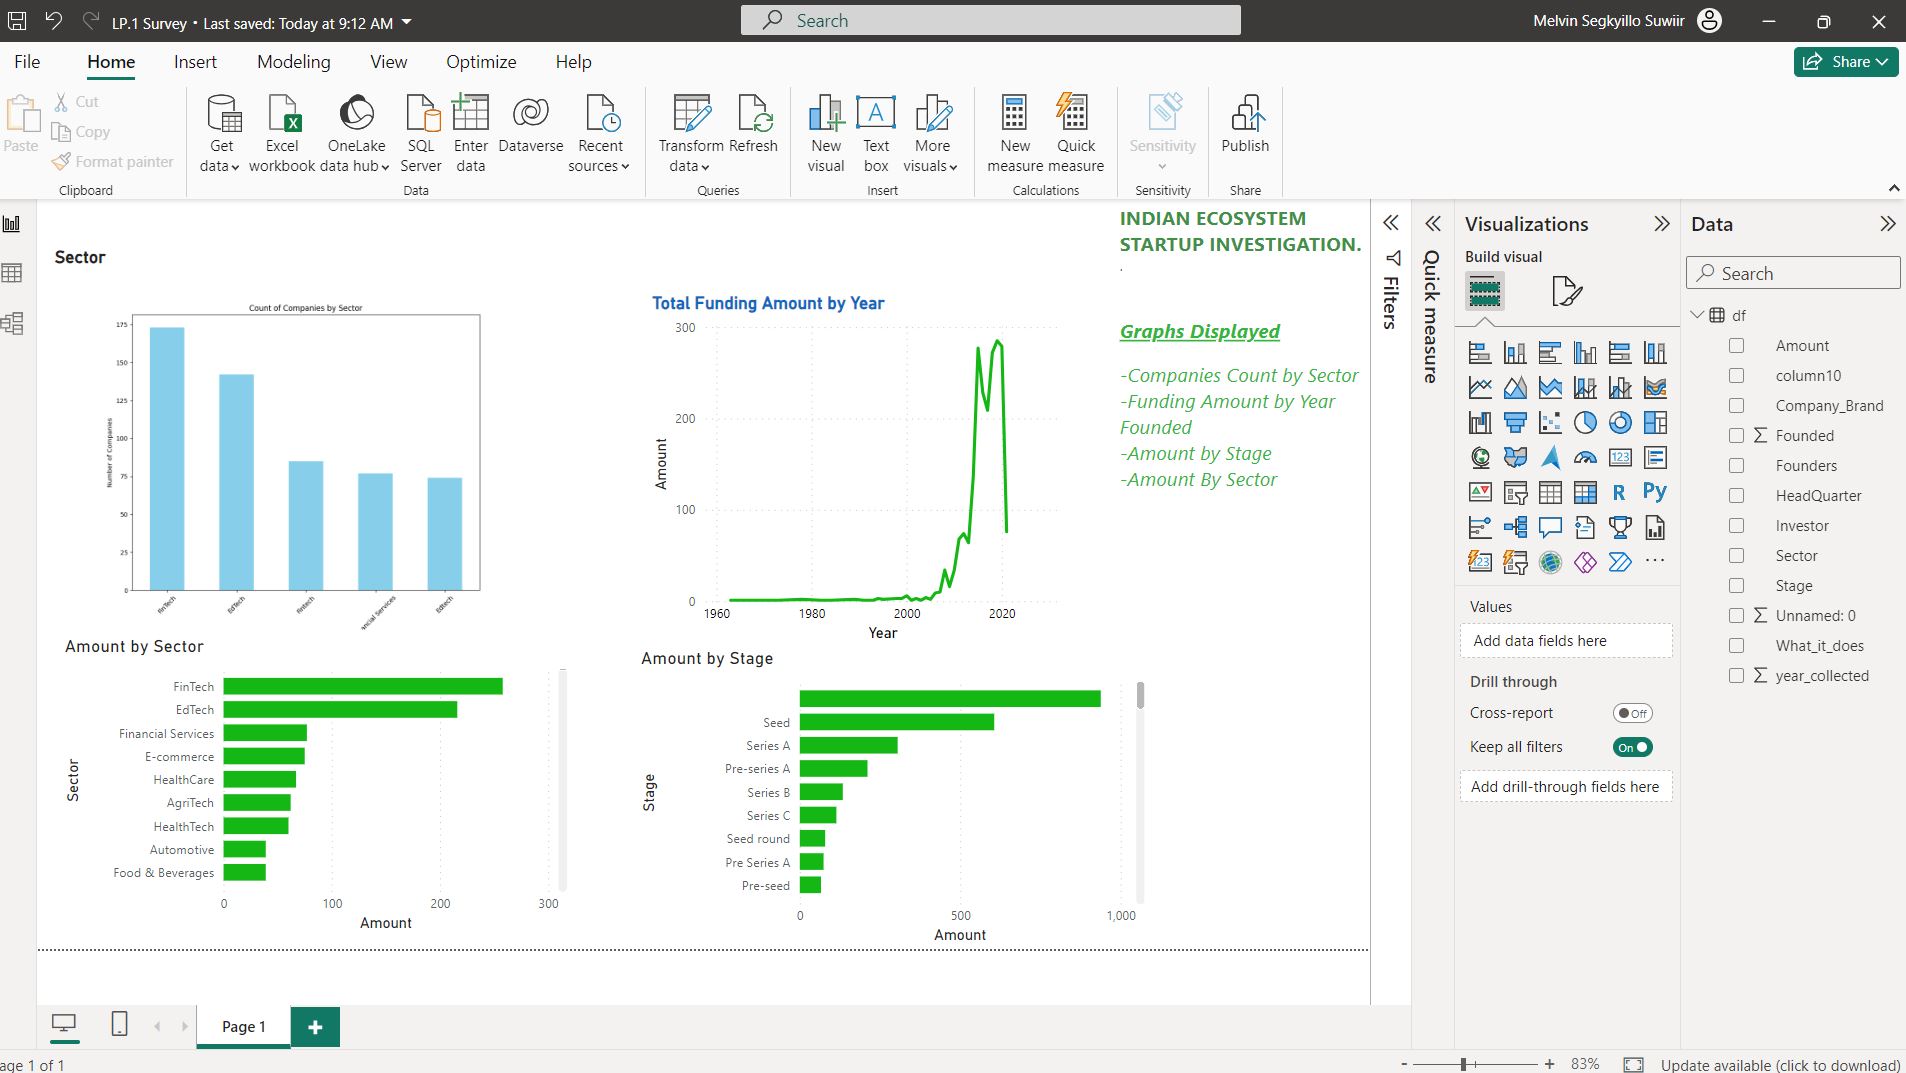 LP.1 Survey • Last saved: Today at 9:12 AM
Search
Melvin Segkyillo Suwiir
File
Home
Insert
Modeling
View
Optimize
Help
Share
Paste
Cut
Copy
Format painter
Clipboard
Get
data
Excel
workbook
OneLake
data hub
SQL
Server
Enter
data
Dataverse
Recent
sources
Data
Transform
data
Refresh
Queries
New
visual
Text
box
More
visuals
Insert
New
measure
Quick
measure
Calculations
Sensitivity
Sensitivity
Publish
Share
Sector
Count of Companies by Sector
Number of Companies
175
150
125
100
75
50
25
0
FinTech
EdTech
Fintech
ancial Services
Edtech
Total Funding Amount by Year
Amount
300
200
100
0
1960
1980
2000
2020
Year
INDIAN ECOSYSTEM
STARTUP INVESTIGATION.
.
Graphs Displayed
-Companies Count by Sector
-Funding Amount by Year
Founded
-Amount by Stage
-Amount By Sector
Amount by Sector
Sector
FinTech
EdTech
Financial Services
E-commerce
HealthCare
AgriTech
HealthTech
Automotive
Food & Beverages
0
100
200
300
Amount
Amount by Stage
Stage
Seed
Series A
Pre-series A
Series B
Series C
Seed round
Pre Series A
Pre-seed
0
500
1,000
Amount
Filters
Quick measure
Visualizations
Build visual
123
R
Py
123
Values
Add data fields here
Drill through
Cross-report
Off
Keep all filters
On
Add drill-through fields here
Data
Search
df
Amount
column10
Company_Brand
Σ Founded
Founders
HeadQuarter
Investor
Sector
Stage
Σ Unnamed: 0
What_it_does
Σ year_collected
Page 1
+
age 1 of 1
- + 83%
Update available (click to download)